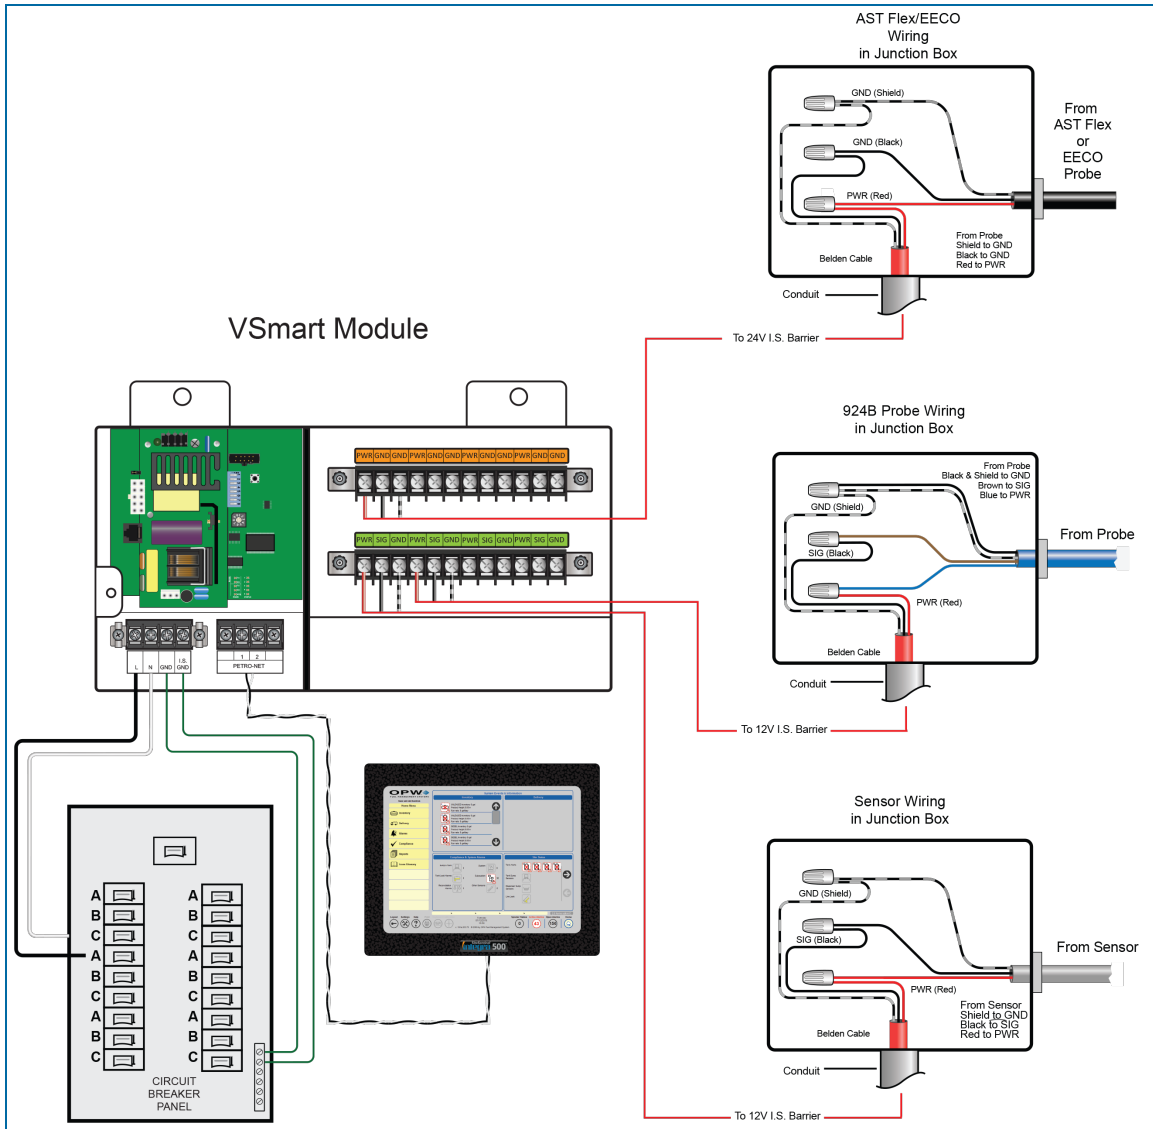 AST Flex/EECO
Wiring
in Junction Box
GND (Shield)
GND (Black)
PWR (Red)
From
AST Flex
or
EECO
Probe
From Probe
Shield to GND
Black to GND
Red to PWR
Belden Cable
Conduit
To 24V I.S. Barrier
VSmart Module
PWR GND GND PWR GND GND PWR GND GND PWR GND GND
PWR SIG GND PWR SIG GND PWR SIG GND PWR SIG GND
L N GND I.S. GND
1 2
PETRO-NET
924B Probe Wiring
in Junction Box
From Probe
Black & Shield to GND
Brown to SIG
Blue to PWR
GND (Shield)
SIG (Black)
PWR (Red)
From Probe
Belden Cable
Conduit
To 12V I.S. Barrier
OPW
integra 500
Sensor Wiring
in Junction Box
GND (Shield)
SIG (Black)
PWR (Red)
From Sensor
From Sensor
Shield to GND
Black to SIG
Red to PWR
Belden Cable
Conduit
To 12V I.S. Barrier
A A
B B
C C
A A
B B
C C
A A
B B
C C
CIRCUIT
BREAKER
PANEL